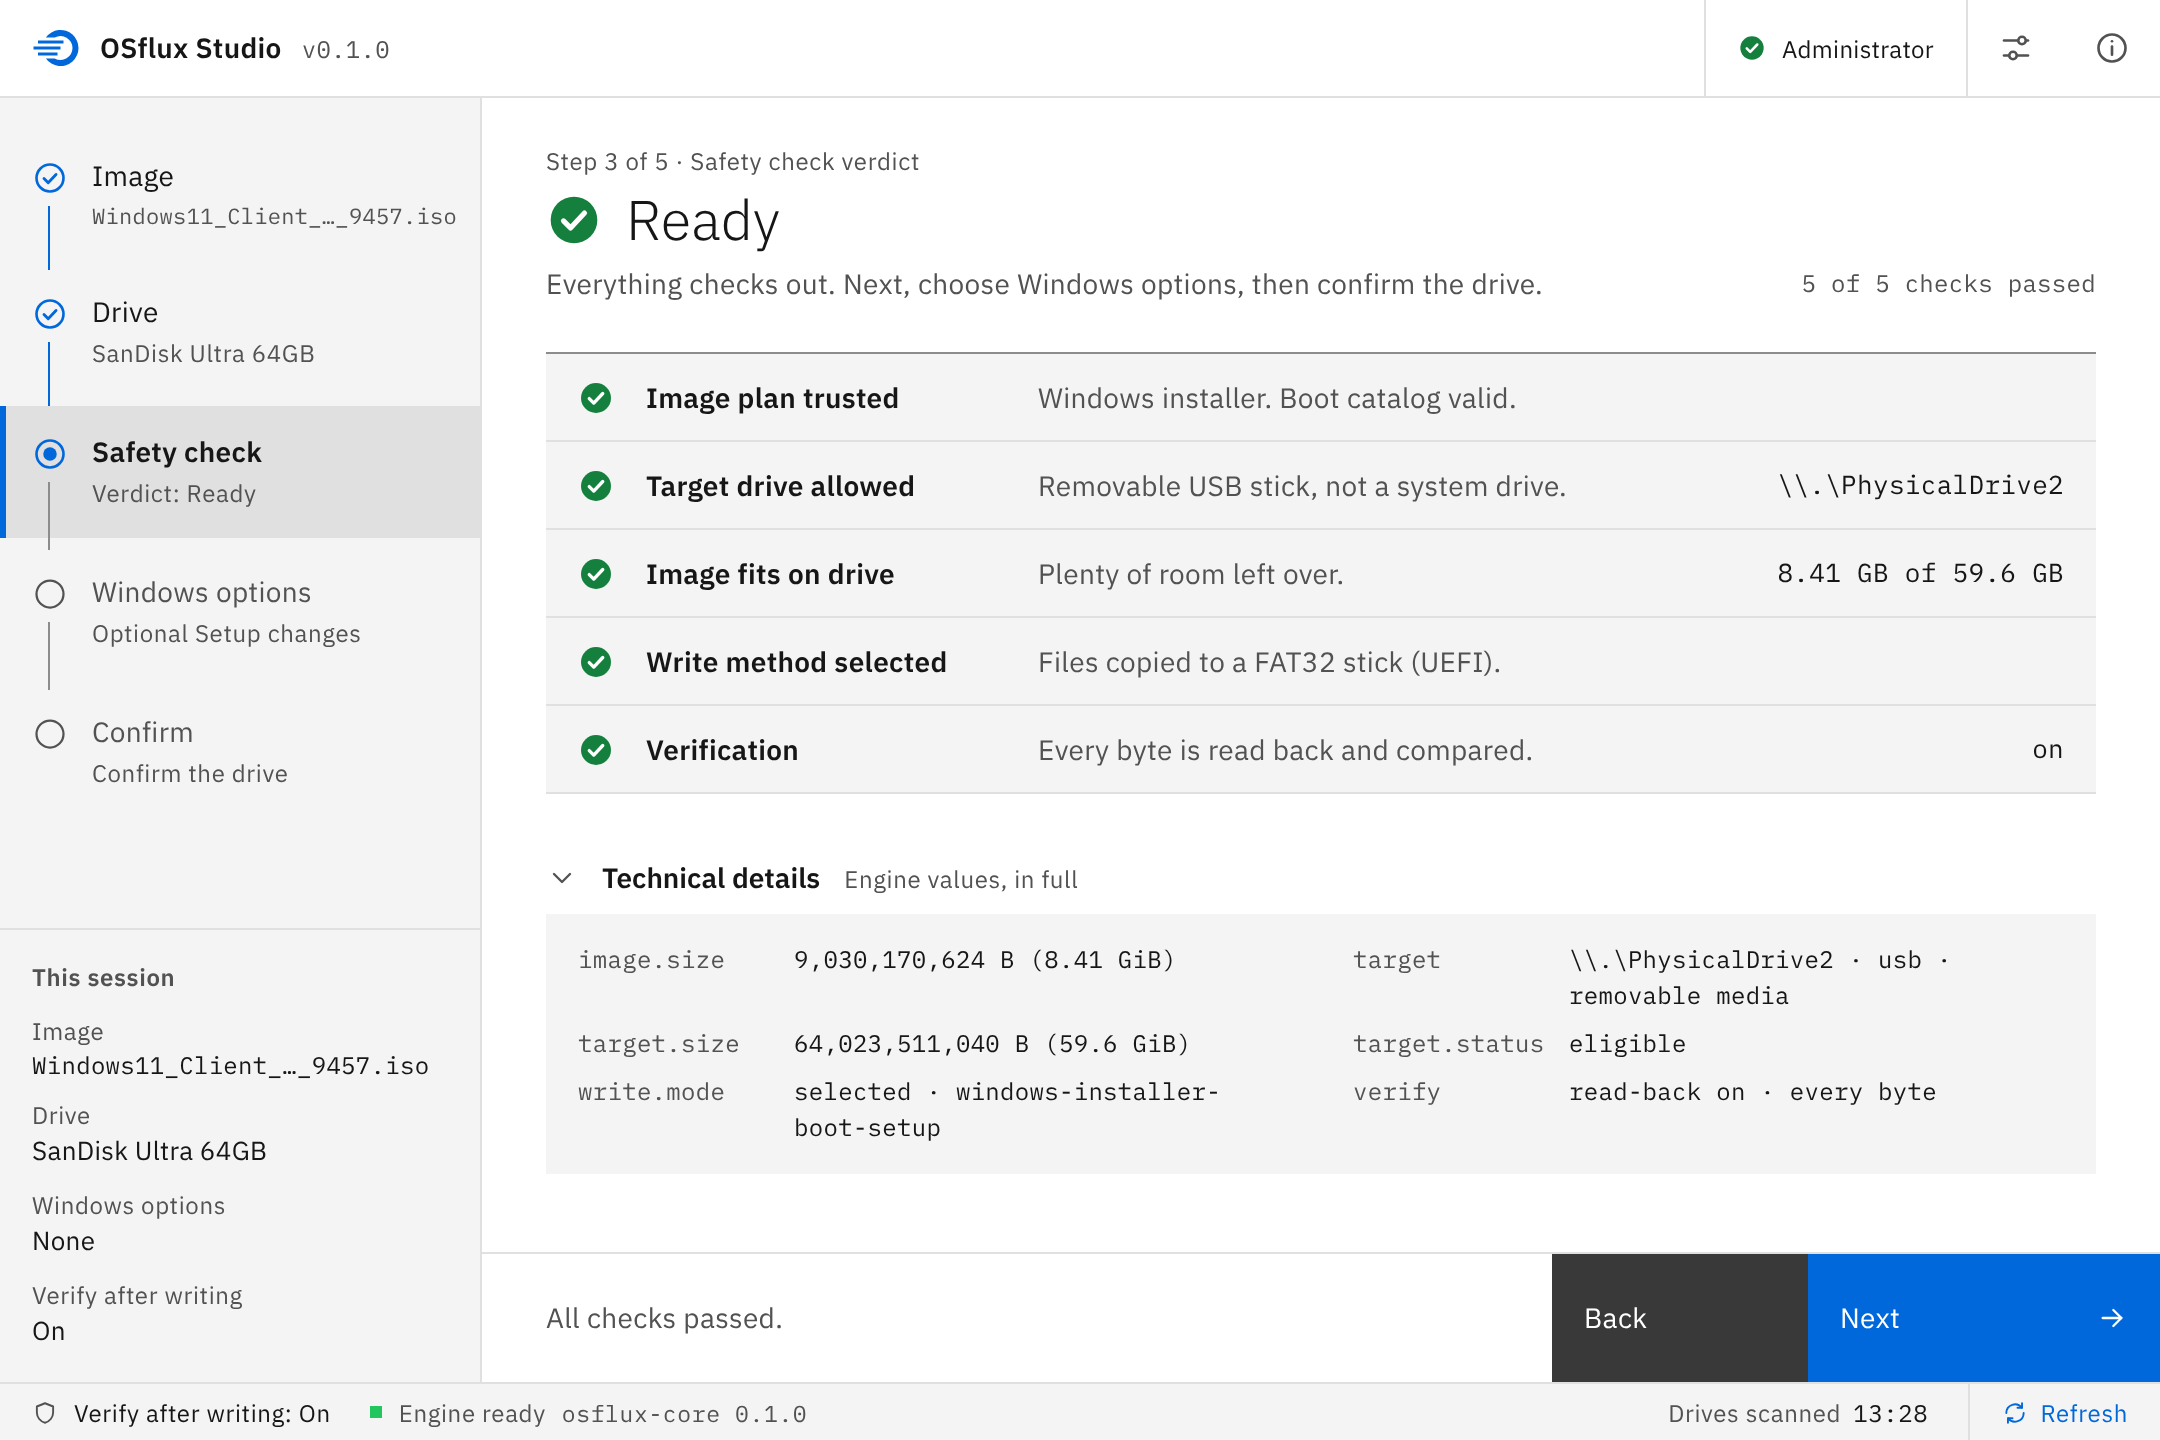 OSflux Studio v0.1.0
Administrator
Image
Windows11_Client_…_9457.iso
Drive
SanDisk Ultra 64GB
Safety check
Verdict: Ready
Windows options
Optional Setup changes
Confirm
Confirm the drive
This session
Image
Windows11_Client_…_9457.iso
Drive
SanDisk Ultra 64GB
Windows options
None
Verify after writing
On
Step 3 of 5 · Safety check verdict
Ready
Everything checks out. Next, choose Windows options, then confirm the drive.
5 of 5 checks passed
Image plan trusted Windows installer. Boot catalog valid.
Target drive allowed Removable USB stick, not a system drive. \\.\PhysicalDrive2
Image fits on drive Plenty of room left over. 8.41 GB of 59.6 GB
Write method selected Files copied to a FAT32 stick (UEFI).
Verification Every byte is read back and compared. on
Technical details Engine values, in full
image.size 9,030,170,624 B (8.41 GiB)
target \\.\PhysicalDrive2 · usb ·
removable media
target.size 64,023,511,040 B (59.6 GiB)
target.status eligible
write.mode selected · windows-installer-
boot-setup
verify read-back on · every byte
All checks passed.
Back
Next
Verify after writing: On
Engine ready osflux-core 0.1.0
Drives scanned 13:28
Refresh